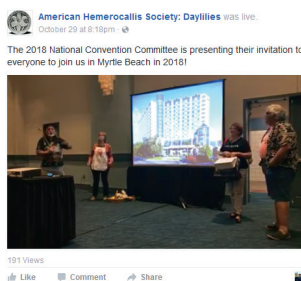 American Hemerocallis Society: Daylilies was live.
October 29 at 8:18pm ·
The 2018 National Convention Committee is presenting their invitation to
everyone to join us in Myrtle Beach in 2018!
191 Views
Like Comment Share